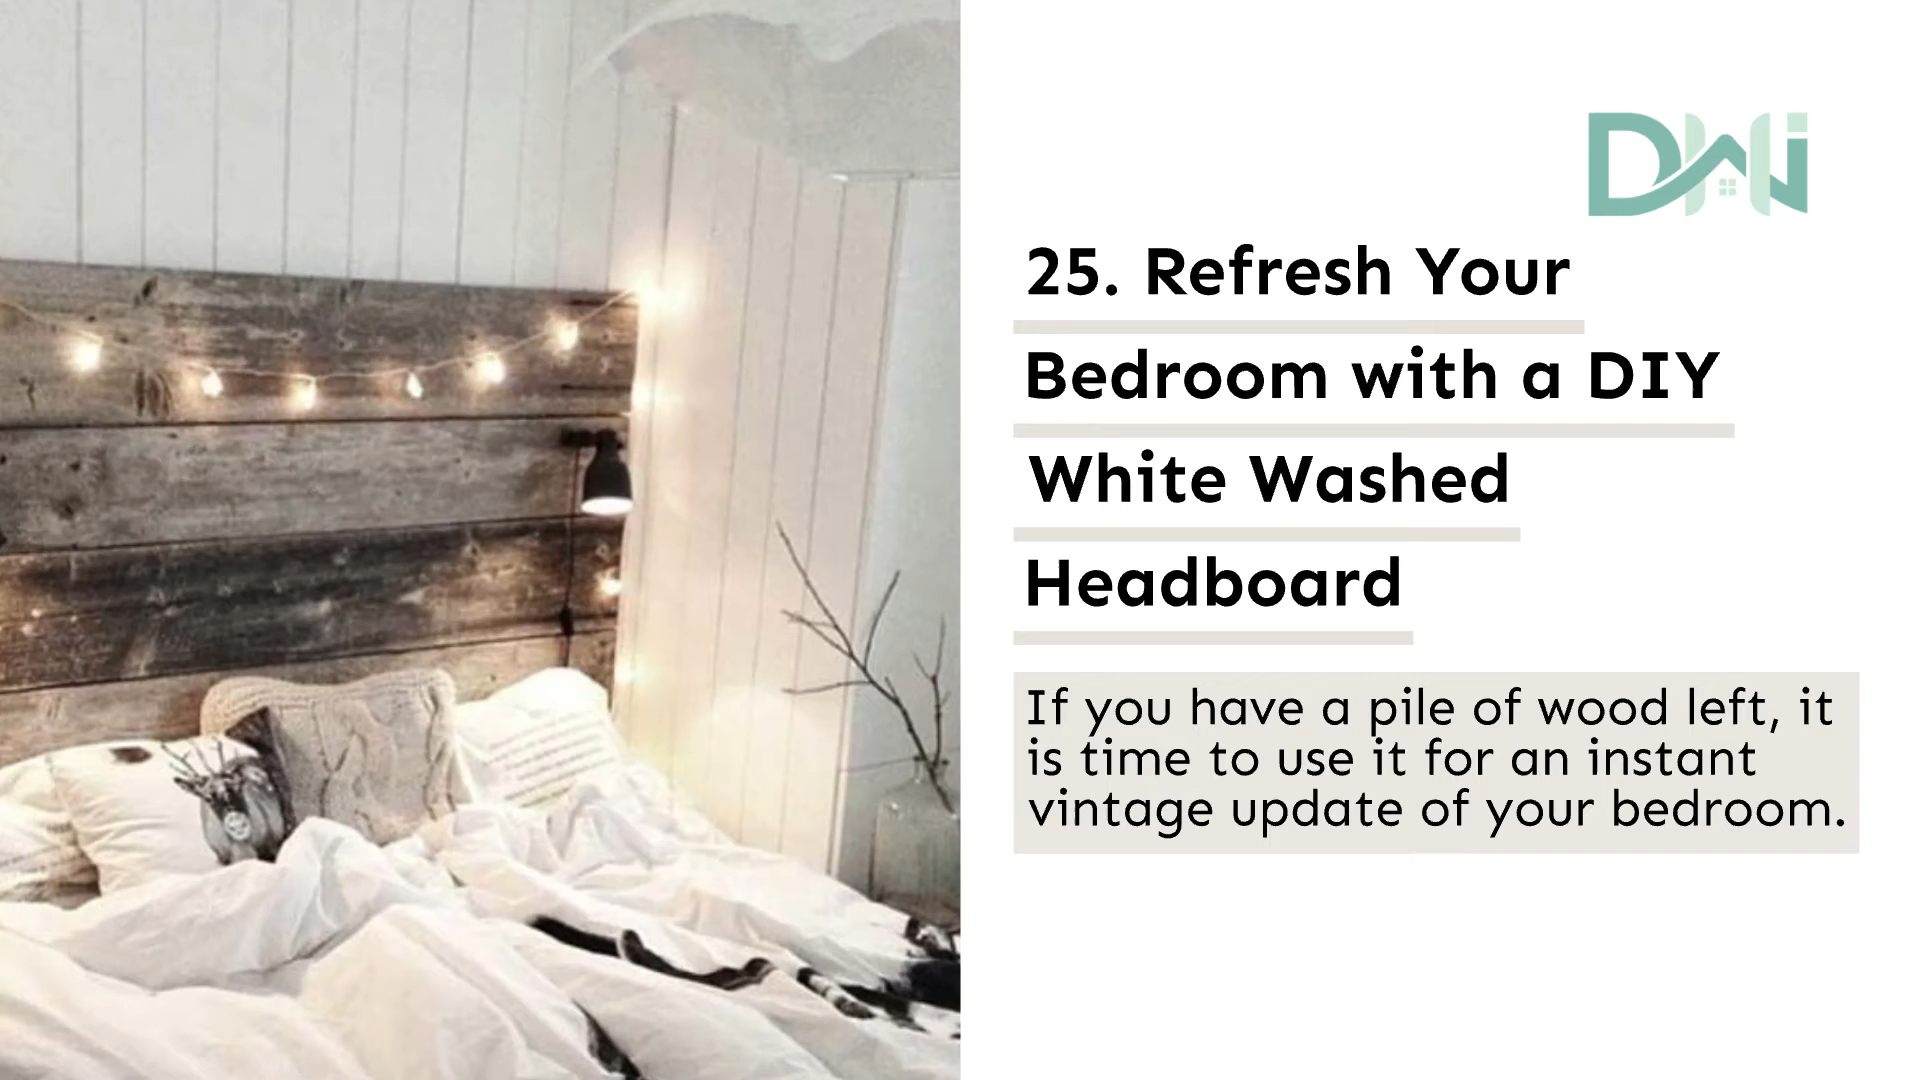 DHI
25. Refresh Your
Bedroom with a DIY
White Washed
Headboard
If you have a pile of wood left, it
is time to use it for an instant
vintage update of your bedroom.